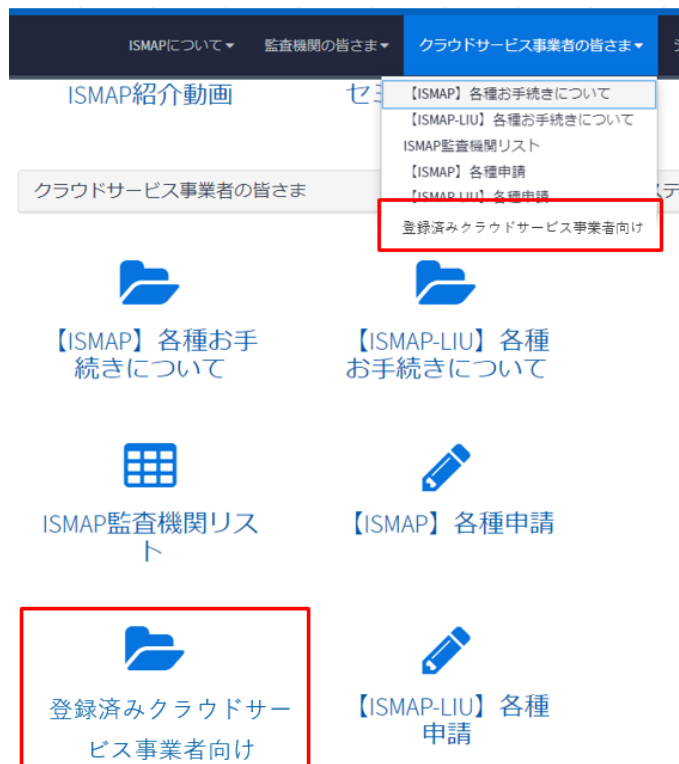 ISMAPについて▾ 監査機関の皆さま▾ クラウドサービス事業者の皆さま▾
ISMAP紹介動画
【ISMAP】各種お手続きについて
【ISMAP-LIU】各種お手続きについて
ISMAP監査機関リスト
【ISMAP】各種申請
【ISMAP-LIU】各種申請
登録済みクラウドサービス事業者向け
クラウドサービス事業者の皆さま
【ISMAP】各種お手
続きについて
【ISMAP-LIU】各種
お手続きについて
ISMAP監査機関リス
ト
【ISMAP】各種申請
登録済みクラウドサー
ビス事業者向け
【ISMAP-LIU】各種
申請